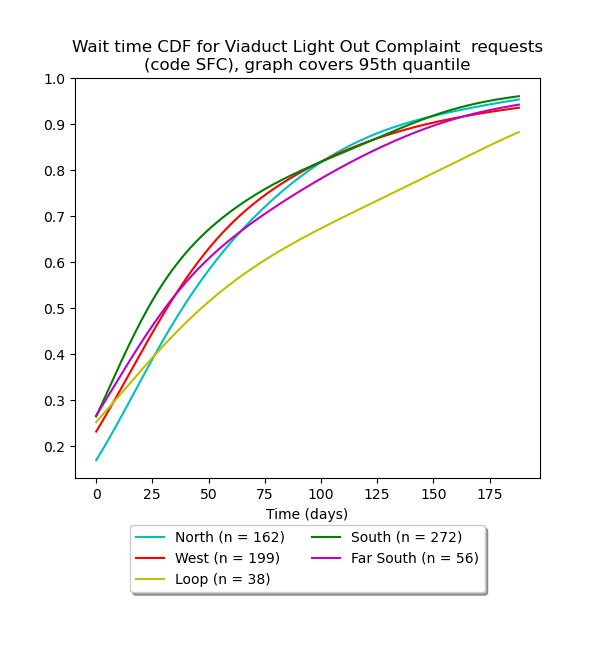 Wait time CDF for Viaduct Light Out Complaint  requests
(code SFC), graph covers 95th quantile
1.0
0.9
0.8
0.7
0.6
0.5
0.4
0.3
0.2
0 25 50 75 100 125 150 175
Time (days)
North (n = 162) South (n = 272)
West (n = 199) Far South (n = 56)
Loop (n = 38)